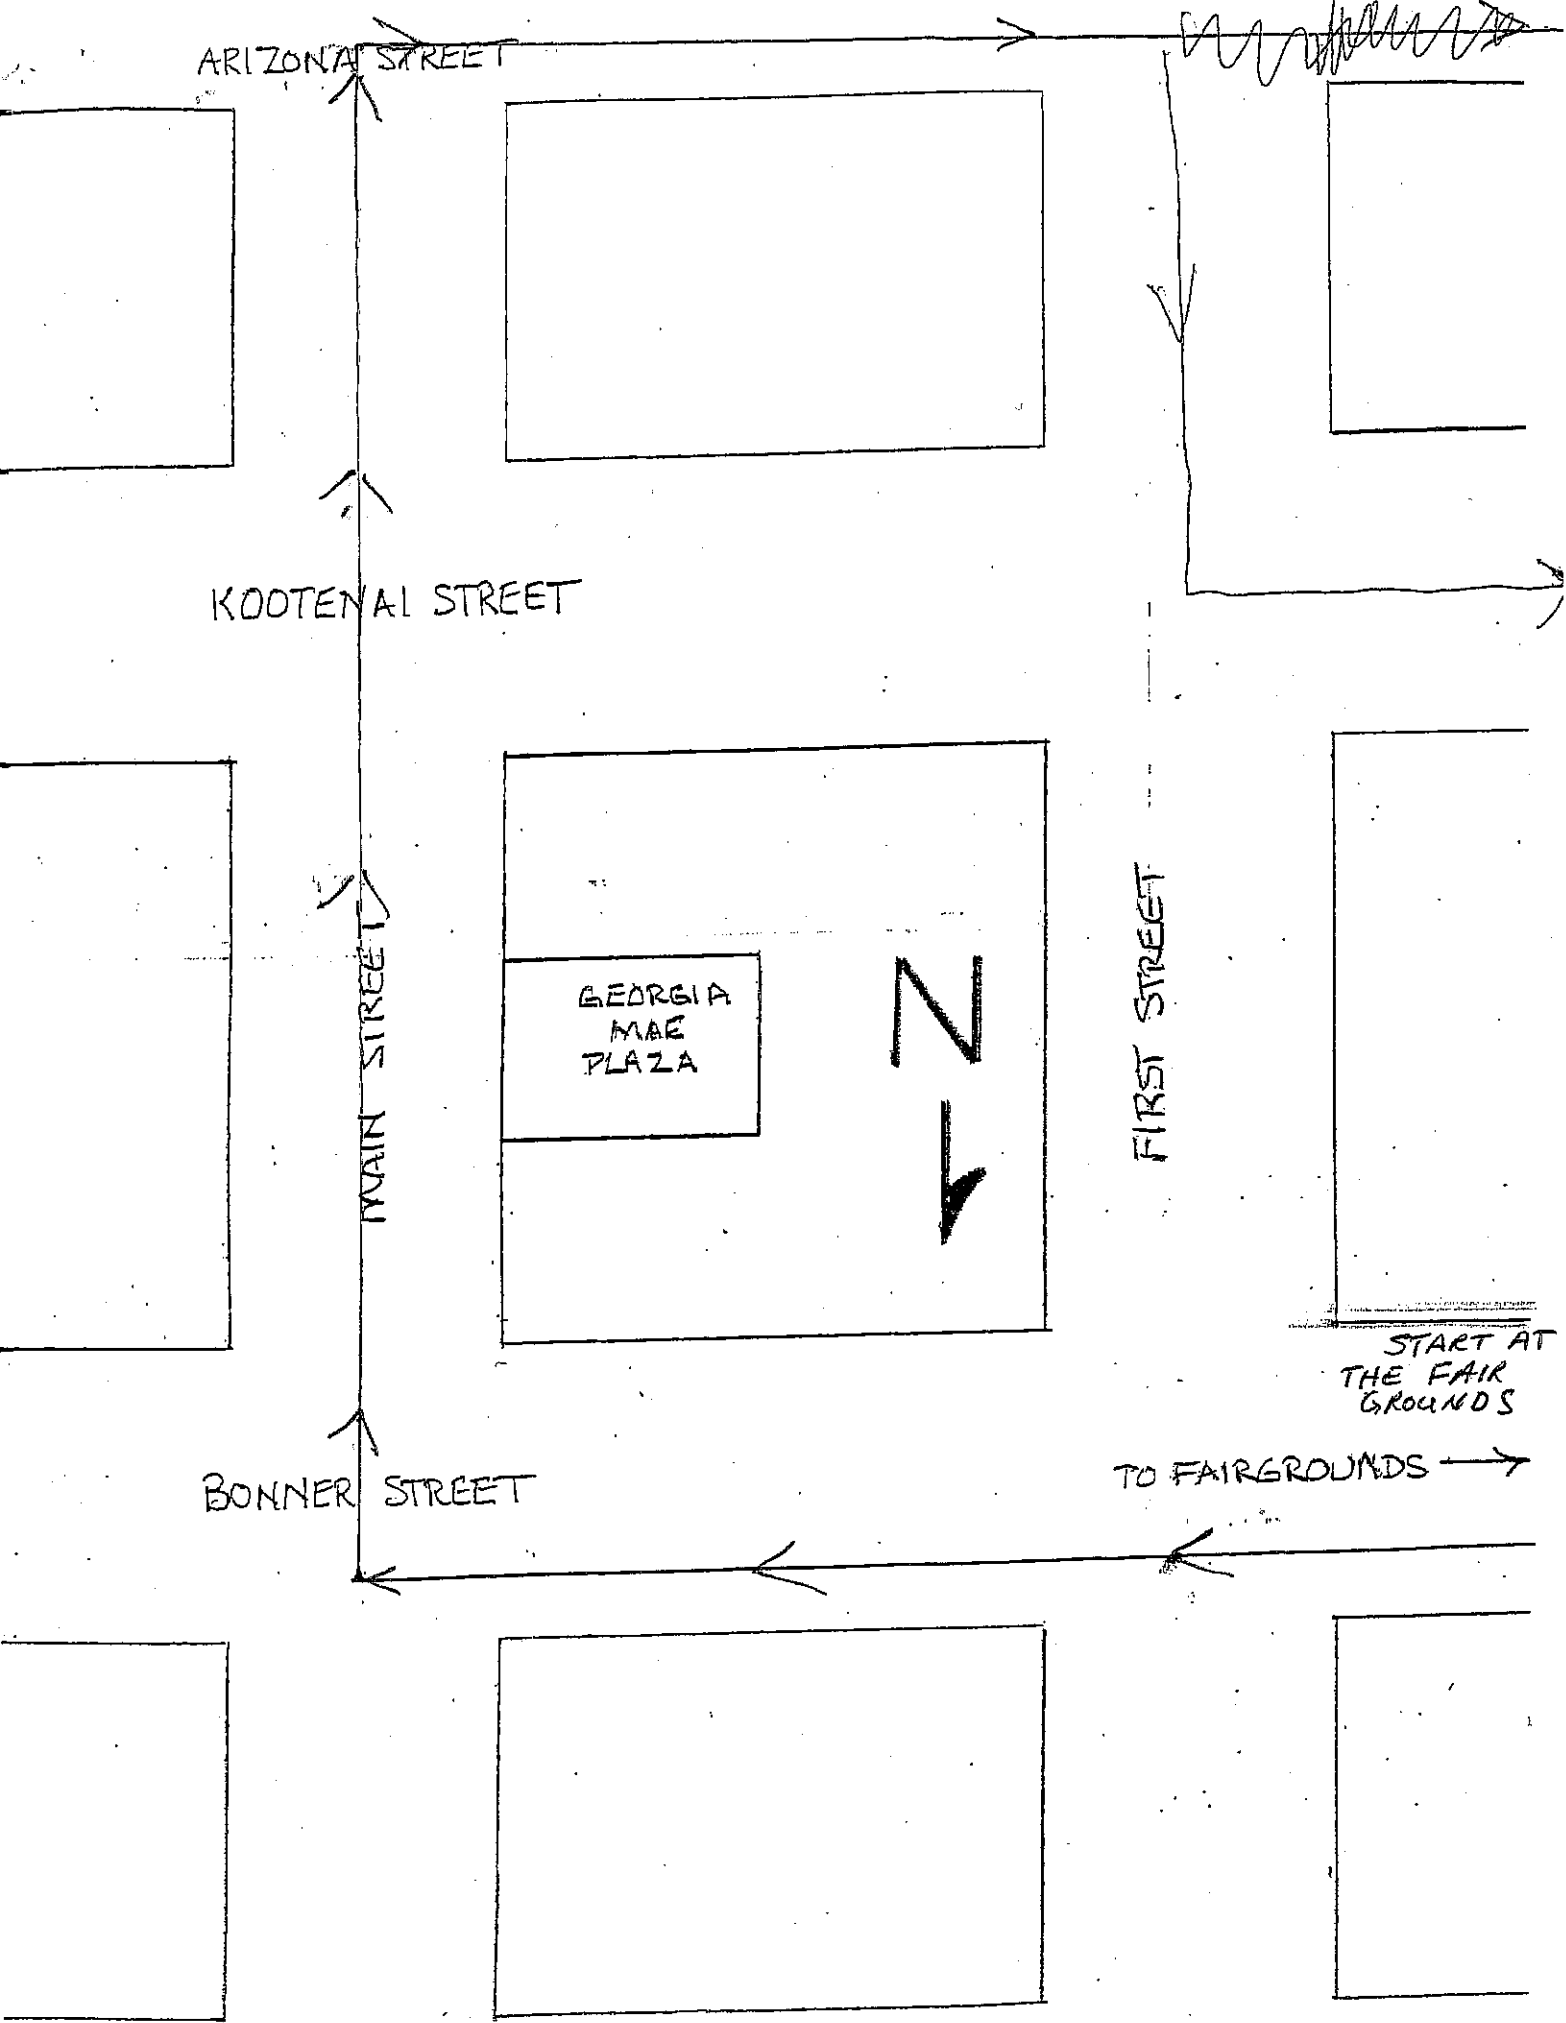 ARIZONA STREET
KOOTENAI STREET
MAIN STREET
GEORGIA
MAE
PLAZA
N
FIRST STREET
START AT
THE FAIR
GROUNDS
TO FAIRGROUNDS
BONNER STREET